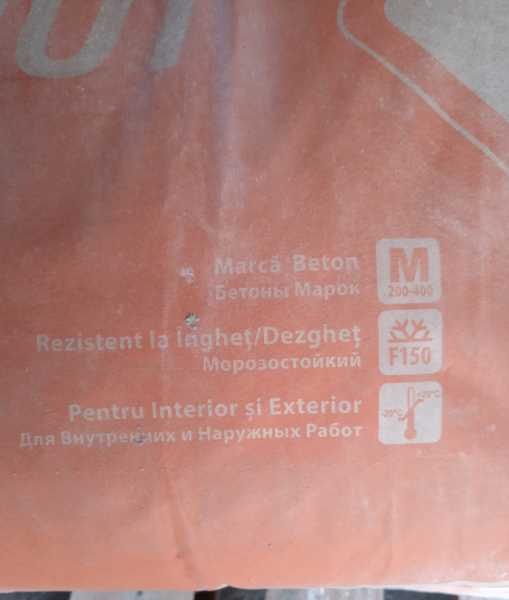 Marcă Beton
Бетоны Марок
M
200-400
Rezistent la Îngheț/Dezgheț
Морозостойкий
F150
Pentru Interior și Exterior
Для Внутренних и Наружных Работ